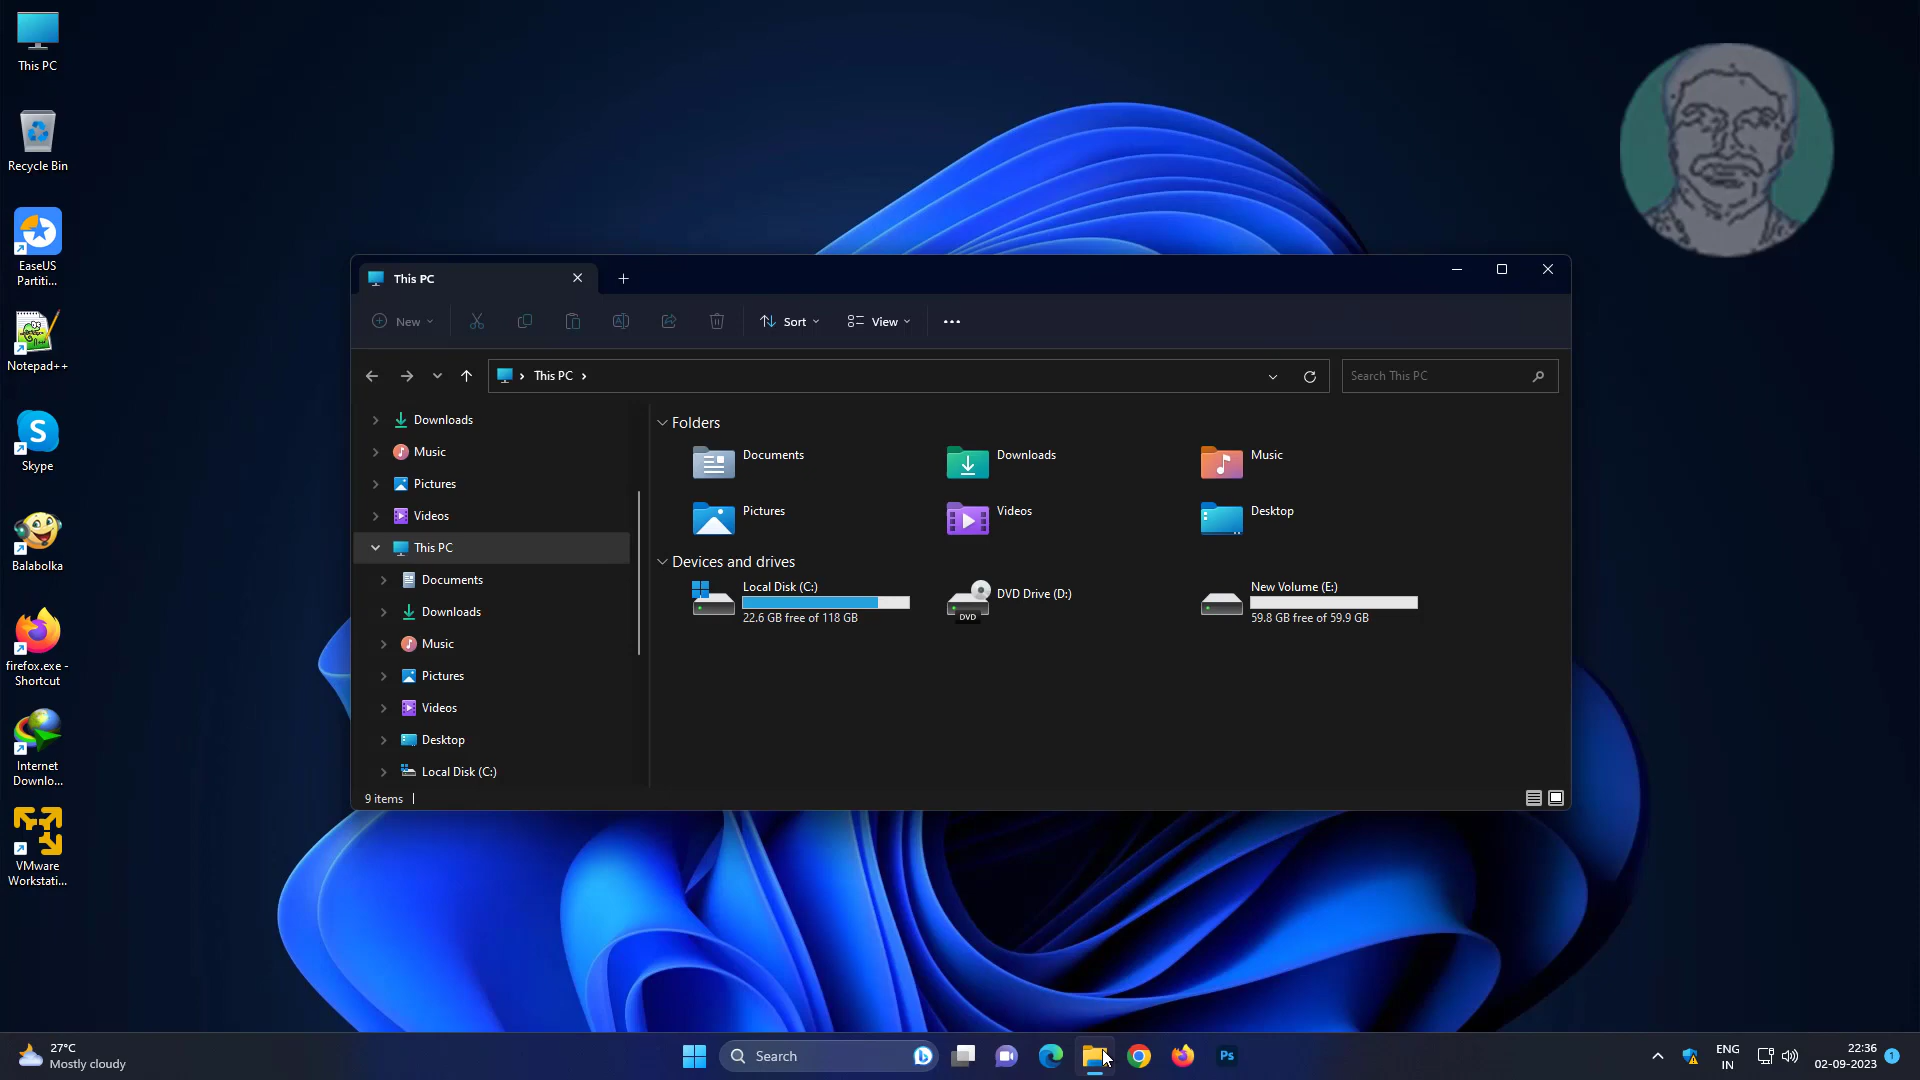 This PC
Recycle Bin
EaseUS
Partiti...
Notepad++
S
Skype
Balabolka
firefox.exe -
Shortcut
Internet
Downlo...
VMware
Workstati...
This PC
New
Sort
View
This PC
Search This PC
Downloads
Music
Pictures
Videos
This PC
Documents
Downloads
Music
Pictures
Videos
Desktop
Local Disk (C:)
Folders
Documents
Downloads
Music
Pictures
Videos
Desktop
Devices and drives
Local Disk (C:)
22.6 GB free of 118 GB
DVD Drive (D:)
DVD
New Volume (E:)
59.8 GB free of 59.9 GB
9 items
27°C
Mostly cloudy
Search
Ps
ENG
IN
22:36
02-09-2023
1